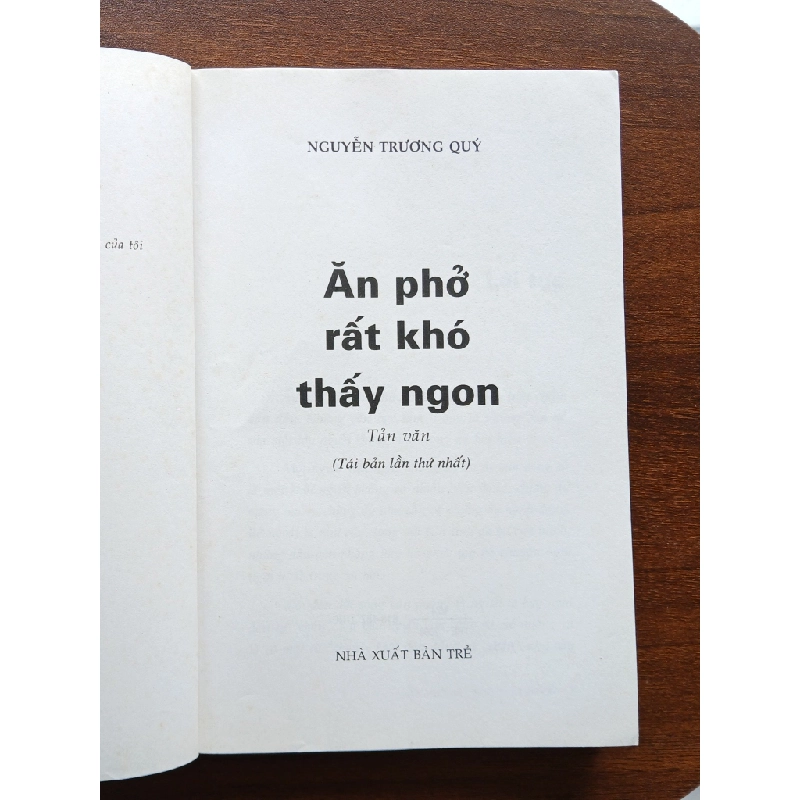 của tôi
NGUYỄN TRƯƠNG QUÝ
Ăn phở
rất khó
thấy ngon
Tản văn
(Tái bản lần thứ nhất)
NHÀ XUẤT BẢN TRẺ